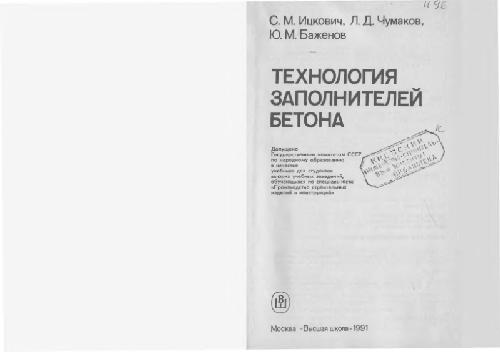 С. М. Ицкович, Л. Д. Чумаков,
Ю. М. Баженов
ТЕХНОЛОГИЯ
ЗАПОЛНИТЕЛЕЙ
БЕТОНА
Допущено
Государственным комитетом СССР
по народному образованию
в качестве
учебника для студентов
высших учебных заведений,
обучающихся по специальности
«Производство строительных
изделий и конструкций»
БИБЛИОТЕКА
Москва «Высшая школа» 1991